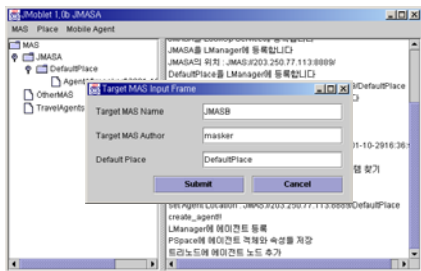 JMoblet 1,0b JMASA
MAS Place Mobile Agent
MAS
JMASA
DefaultPlace
OtherMAS
TravelAgents
JMASA를 LManager에 등록합니다
JMASA의 위치 : JMAS://203.250.77.113:8889/
DefaultPlace를 LManager에 등록합니다
Target MAS Input Frame
Target MAS Name JMASB
Target MAS Author masker
Default Place DefaultPlace
Submit Cancel
create_agent!!
LManager에 에이전트 등록
PSpace에 에이전트 객체와 속성를 저장
트리노드에 에이전트 노드 추가